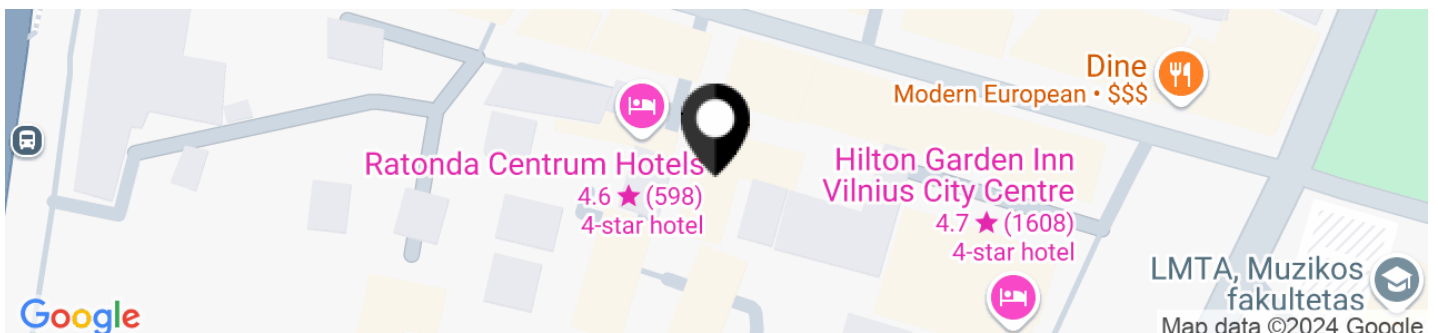 Dine
Modern European • $$$
Ratonda Centrum Hotels
4.6 ★ (598)
4-star hotel
Hilton Garden Inn
Vilnius City Centre
4.7 ★ (1608)
4-star hotel
LMTA, Muzikos
fakultetas
Google
Map data ©2024 Google